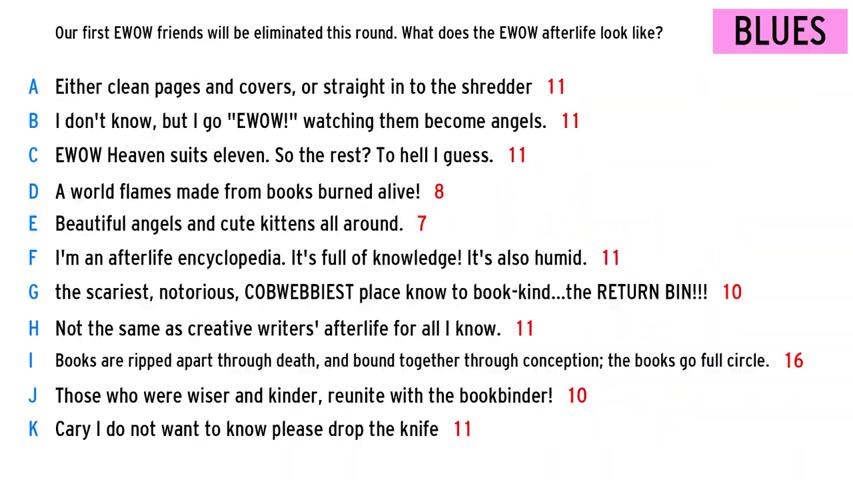 Our first EWOW friends will be eliminated this round. What does the EWOW afterlife look like?
BLUES
A Either clean pages and covers, or straight in to the shredder 11
B I don't know, but I go "EWOW!" watching them become angels. 11
C EWOW Heaven suits eleven. So the rest? To hell I guess. 11
D A world flames made from books burned alive! 8
E Beautiful angels and cute kittens all around. 7
F I'm an afterlife encyclopedia. It's full of knowledge! It's also humid. 11
G the scariest, notorious, COBWEBBIEST place know to book-kind...the RETURN BIN!!! 10
H Not the same as creative writers' afterlife for all I know. 11
I Books are ripped apart through death, and bound together through conception; the books go full circle. 16
J Those who were wiser and kinder, reunite with the bookbinder! 10
K Cary I do not want to know please drop the knife 11